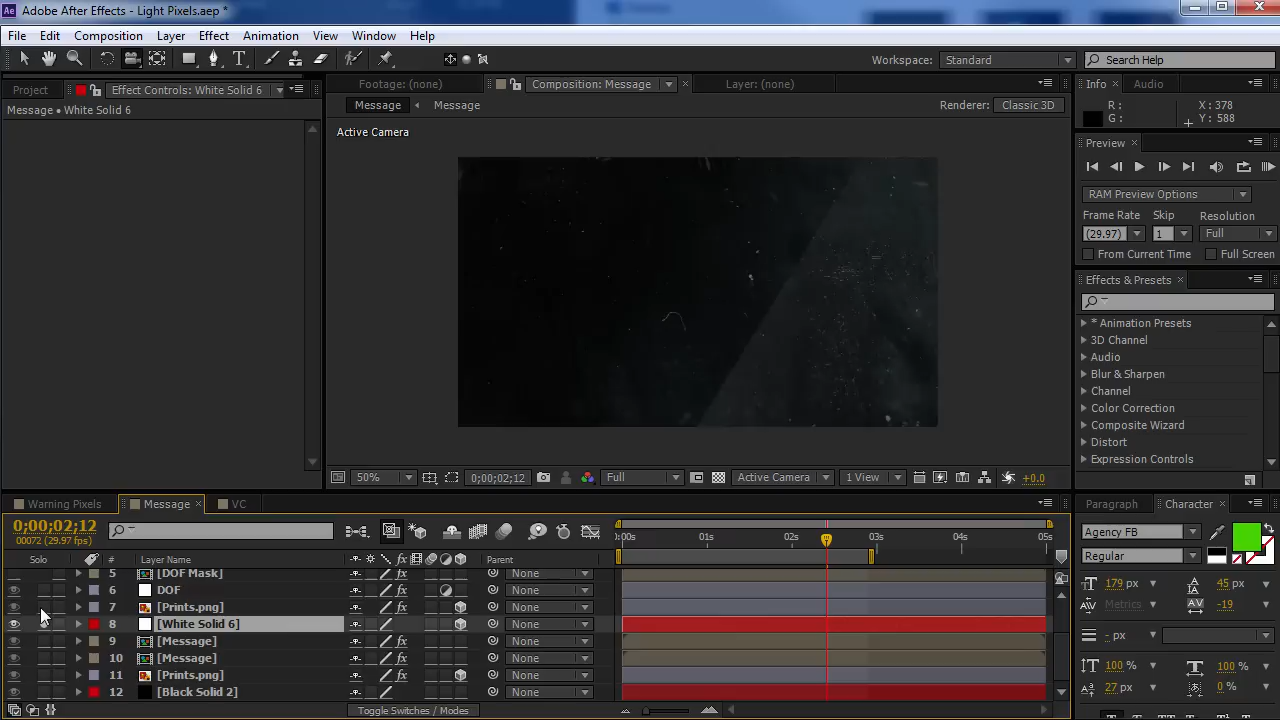 Ae Adobe After Effects - Light Pixels.aep *
File Edit Composition Layer Effect Animation View Window Help
Workspace: Standard Search Help
Project Effect Controls: White Solid 6
Footage: (none) Composition: Message Layer: (none)
Info Audio
Message • White Solid 6
Message Message
Renderer: Classic 3D
R: X: 378
G: Y: 588
Active Camera
Preview
RAM Preview Options
Frame Rate Skip Resolution
(29.97) 1 Full
From Current Time Full Screen
Effects & Presets
* Animation Presets
3D Channel
Audio
Blur & Sharpen
Channel
Color Correction
Composite Wizard
Distort
Expression Controls
50% 0;00;02;12 Full Active Camera 1 View +0.0
Warning Pixels Message VC
Paragraph Character
0;00;02;12
00072 (29.97 fps)
Solo # Layer Name Parent
:00s 01s 02s 03s 04s 05s
5 [DOF Mask] None
6 DOF None
7 [Prints.png] None
8 [White Solid 6] None
9 [Message] None
10 [Message] None
11 [Prints.png] None
12 [Black Solid 2] None
Toggle Switches / Modes
Agency FB
Regular
179 px 45 px
Metrics -19
- px
100 % 100 %
27 px 0 %